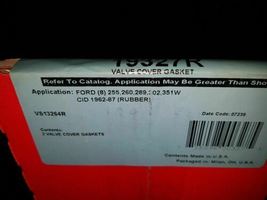 19327R
VALVE COVER GASKET
Refer To Catalog. Application May Be Greater Than Sho
Application: FORD (8) 255,260,289,302,351W
CID 1962-87 (RUBBER)
VS13264R
Date Code: 07239
Contents:
2 VALVE COVER GASKETS
Contents Made in U.S.A.
Packaged in Milan, OH, U.S.A.